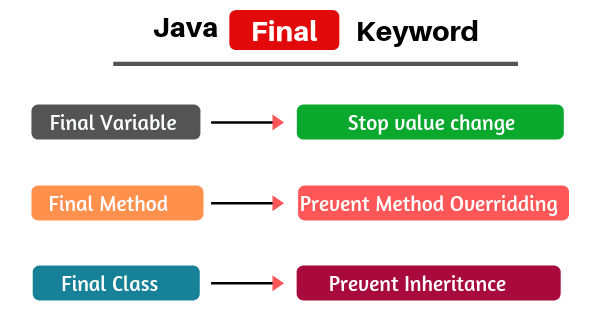 Java Final Keyword
Final Variable Stop value change
Final Method Prevent Method Overridding
Final Class Prevent Inheritance